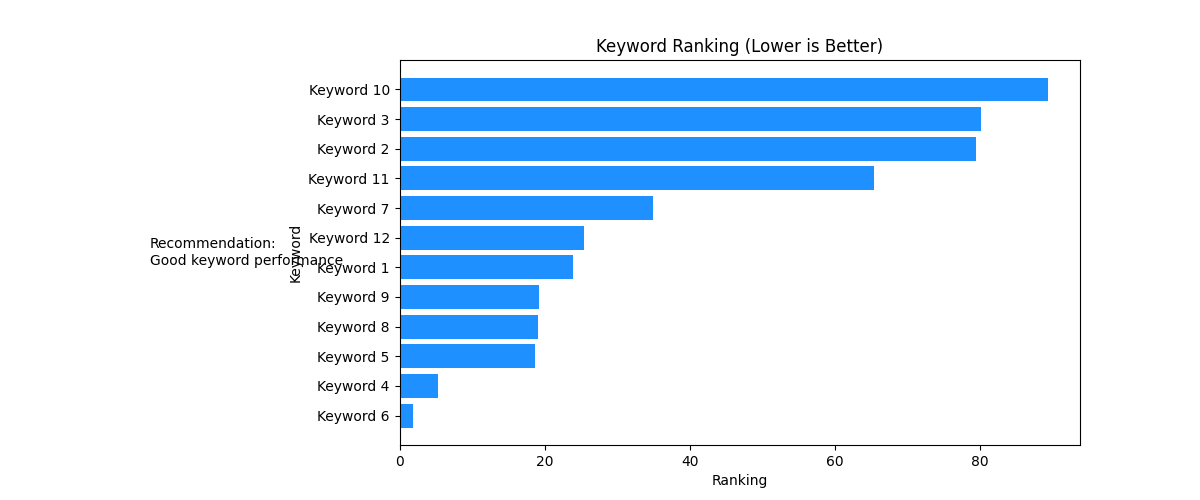 Keyword Ranking (Lower is Better)
Keyword 10
Keyword 3
Keyword 2
Keyword 11
Keyword 7
Keyword 12
Keyword 1
Keyword 9
Keyword 8
Keyword 5
Keyword 4
Keyword 6
Keyword
Recommendation:
Good keyword performance
0 20 40 60 80
Ranking